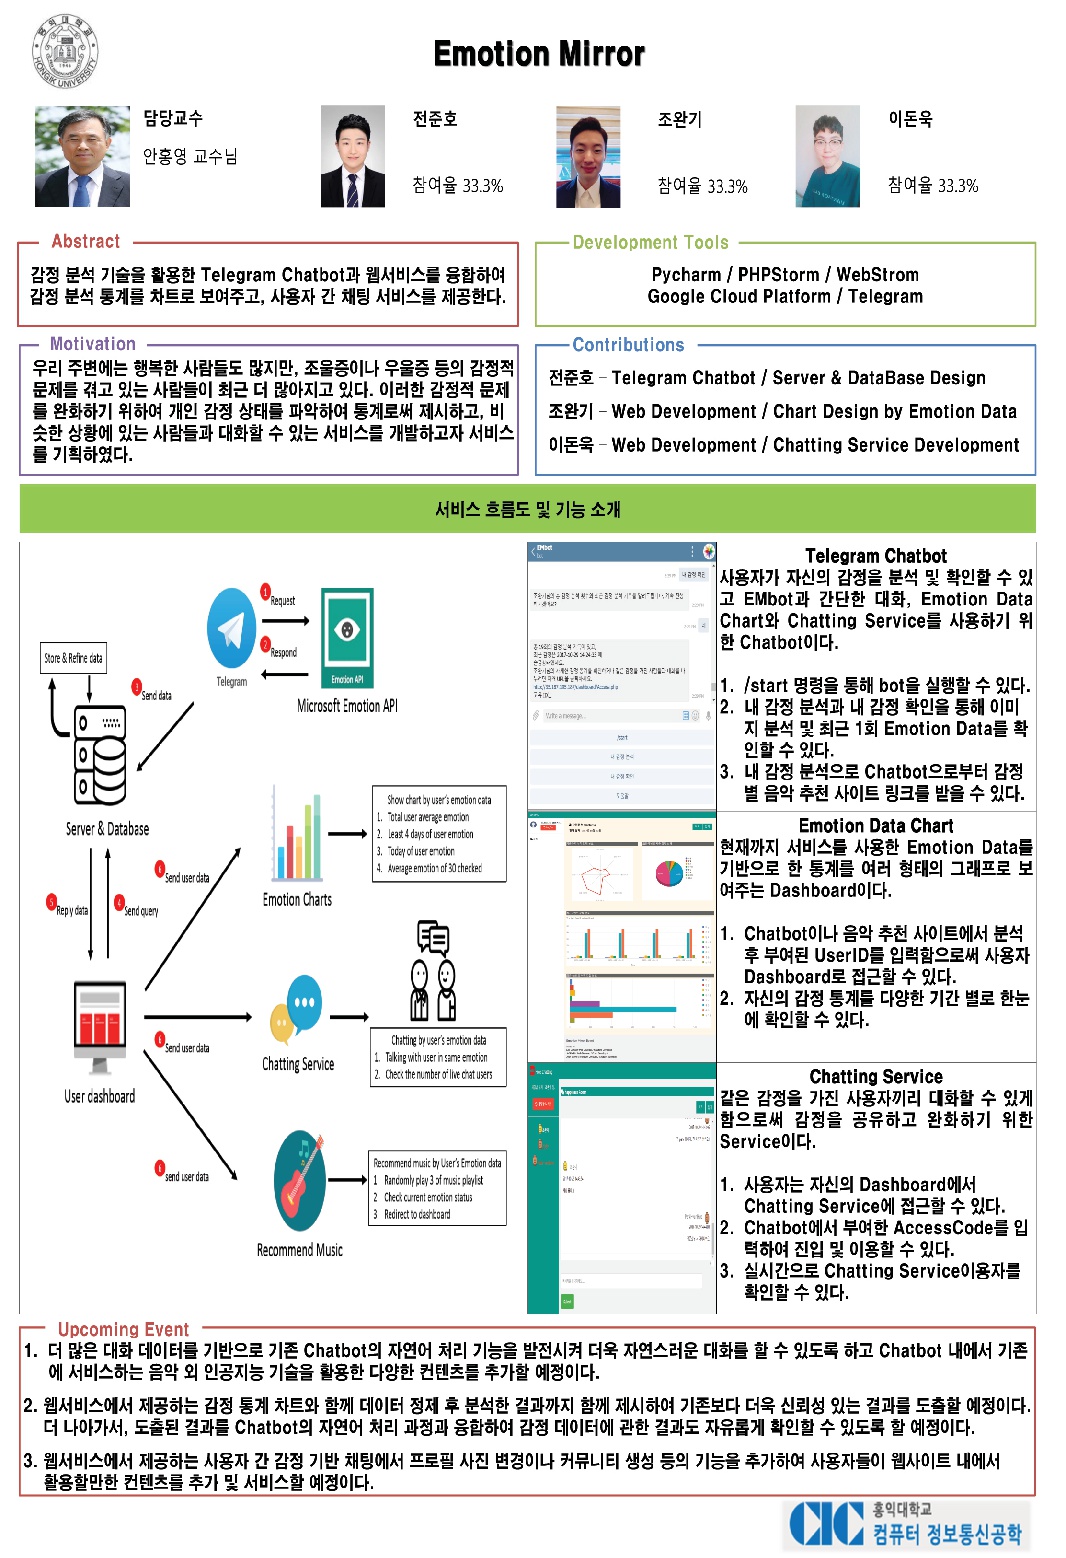 Emotion Mirror
홍익대학교
HONGIK UNIVERSITY
담당교수
안홍영 교수님
전준호
참여율 33.3%
조완기
참여율 33.3%
이돈욱
참여율 33.3%
Abstract
감정 분석 기술을 활용한 Telegram Chatbot과 웹서비스를 융합하여
감정 분석 통계를 차트로 보여주고, 사용자 간 채팅 서비스를 제공한다.
Development Tools
Pycharm / PHPStorm / WebStrom
Google Cloud Platform / Telegram
Motivation
우리 주변에는 행복한 사람들도 많지만, 조울증이나 우울증 등의 감정적
문제를 겪고 있는 사람들이 최근 더 많아지고 있다. 이러한 감정적 문제
를 완화하기 위하여 개인 감정 상태를 파악하여 통계로써 제시하고, 비
슷한 상황에 있는 사람들과 대화할 수 있는 서비스를 개발하고자 서비스
를 기획하였다.
Contributions
전준호 – Telegram Chatbot / Server & DataBase Design
조완기 – Web Development / Chart Design by Emotion Data
이돈욱 – Web Development / Chatting Service Development
서비스 흐름도 및 기능 소개
1 Request
2 Respond
Telegram
Emotion API
Microsoft Emotion API
Store & Refine data
3 Send data
Server & Database
Show chart by user's emotion data
1. Total user average emotion
2. Least 4 days of user emotion
3. Today of user emotion
4. Average emotion of 30 checked
Emotion Charts
6 Send user data
5 Reply data
4 Send query
Chatting by user's emotion data
1 Talking with user in same emotion
2 Check the number of live chat users
Chatting Service
6 Send user data
User dashboard
6 send user data
Recommend music by User's Emotion data
1 Randomly play 3 of music playlist
2 Check current emotion status
3 Redirect to dashboard
Recommend Music
EMbot
bot
내 감정 확인
Write a message...
/start
내 감정 분석
내 감정 확인
도움말
Telegram Chatbot
사용자가 자신의 감정을 분석 및 확인할 수 있
고 EMbot과 간단한 대화, Emotion Data
Chart와 Chatting Service를 사용하기 위
한 Chatbot이다.
1. /start 명령을 통해 bot을 실행할 수 있다.
2. 내 감정 분석과 내 감정 확인을 통해 이미
지 분석 및 최근 1회 Emotion Data를 확
인할 수 있다.
3. 내 감정 분석으로 Chatbot으로부터 감정
별 음악 추천 사이트 링크를 받을 수 있다.
Emotion Data Chart
현재까지 서비스를 사용한 Emotion Data를
기반으로 한 통계를 여러 형태의 그래프로 보
여주는 Dashboard이다.
1. Chatbot이나 음악 추천 사이트에서 분석
후 부여된 UserID를 입력함으로써 사용자
Dashboard로 접근할 수 있다.
2. 자신의 감정 통계를 다양한 기간 별로 한눈
에 확인할 수 있다.
Chatting Service
같은 감정을 가진 사용자끼리 대화할 수 있게
함으로써 감정을 공유하고 완화하기 위한
Service이다.
1. 사용자는 자신의 Dashboard에서
Chatting Service에 접근할 수 있다.
2. Chatbot에서 부여한 AccessCode를 입
력하여 진입 및 이용할 수 있다.
3. 실시간으로 Chatting Service이용자를
확인할 수 있다.
Upcoming Event
1. 더 많은 대화 데이터를 기반으로 기존 Chatbot의 자연어 처리 기능을 발전시켜 더욱 자연스러운 대화를 할 수 있도록 하고 Chatbot 내에서 기존
에 서비스하는 음악 외 인공지능 기술을 활용한 다양한 컨텐츠를 추가할 예정이다.
2. 웹서비스에서 제공하는 감정 통계 차트와 함께 데이터 정제 후 분석한 결과까지 함께 제시하여 기존보다 더욱 신뢰성 있는 결과를 도출할 예정이다.
더 나아가서, 도출된 결과를 Chatbot의 자연어 처리 과정과 융합하여 감정 데이터에 관한 결과도 자유롭게 확인할 수 있도록 할 예정이다.
3. 웹서비스에서 제공하는 사용자 간 감정 기반 채팅에서 프로필 사진 변경이나 커뮤니티 생성 등의 기능을 추가하여 사용자들이 웹사이트 내에서
활용할만한 컨텐츠를 추가 및 서비스할 예정이다.
CIC
홍익대학교
컴퓨터 정보통신공학